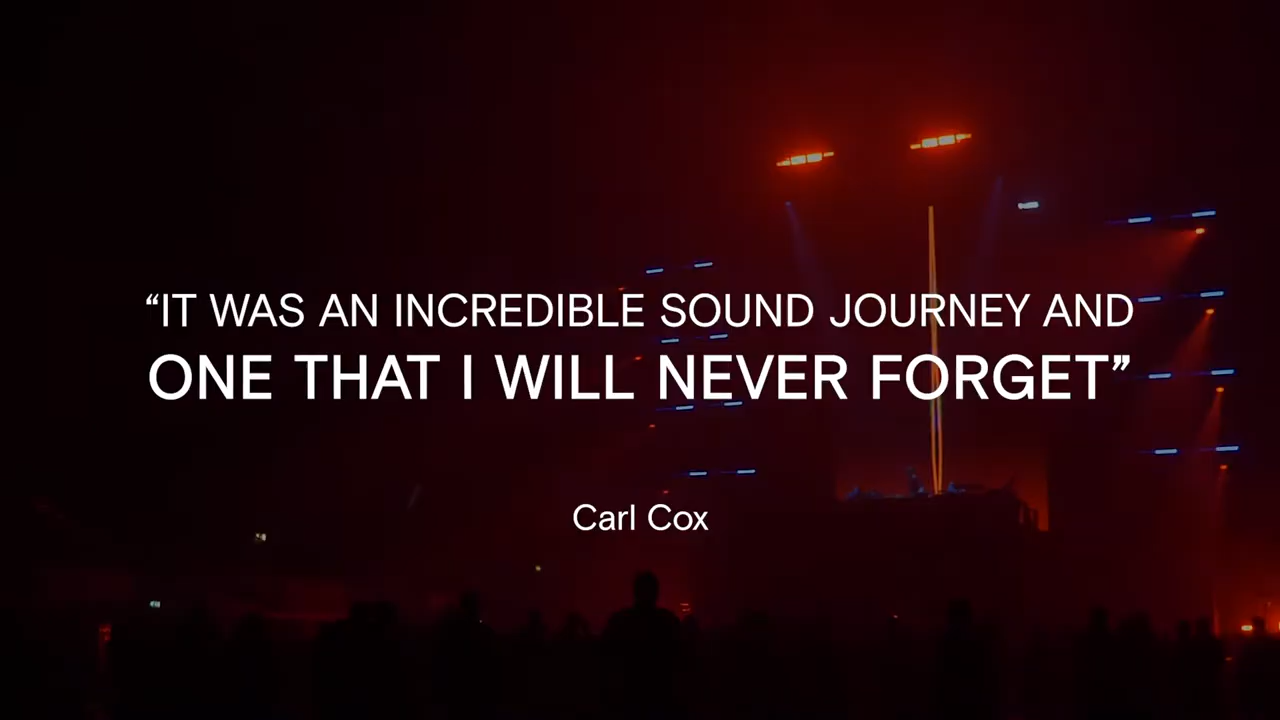 “IT WAS AN INCREDIBLE SOUND JOURNEY AND
ONE THAT I WILL NEVER FORGET”
Carl Cox